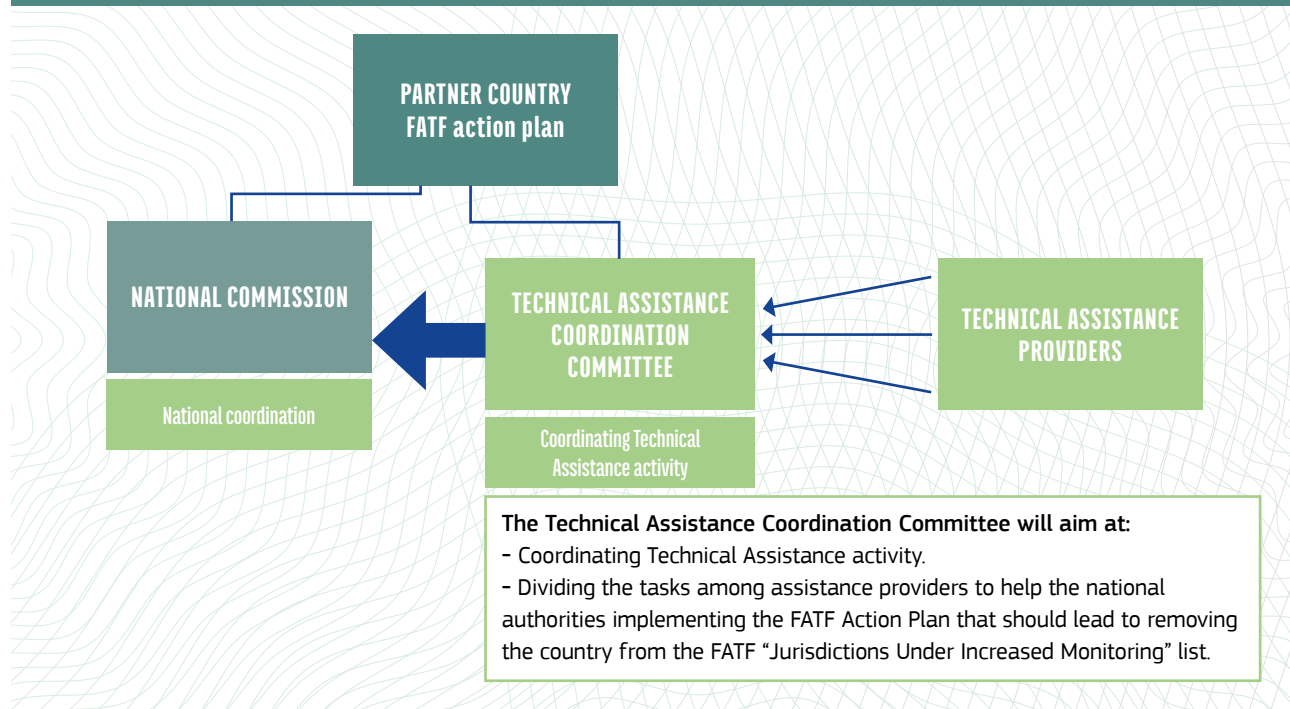 PARTNER COUNTRY
FATF action plan
NATIONAL COMMISSION
National coordination
TECHNICAL ASSISTANCE
COORDINATION
COMMITTEE
Coordinating Technical
Assistance activity
TECHNICAL ASSISTANCE
PROVIDERS
The Technical Assistance Coordination Committee will aim at:
- Coordinating Technical Assistance activity.
- Dividing the tasks among assistance providers to help the national
authorities implementing the FATF Action Plan that should lead to removing
the country from the FATF “Jurisdictions Under Increased Monitoring” list.